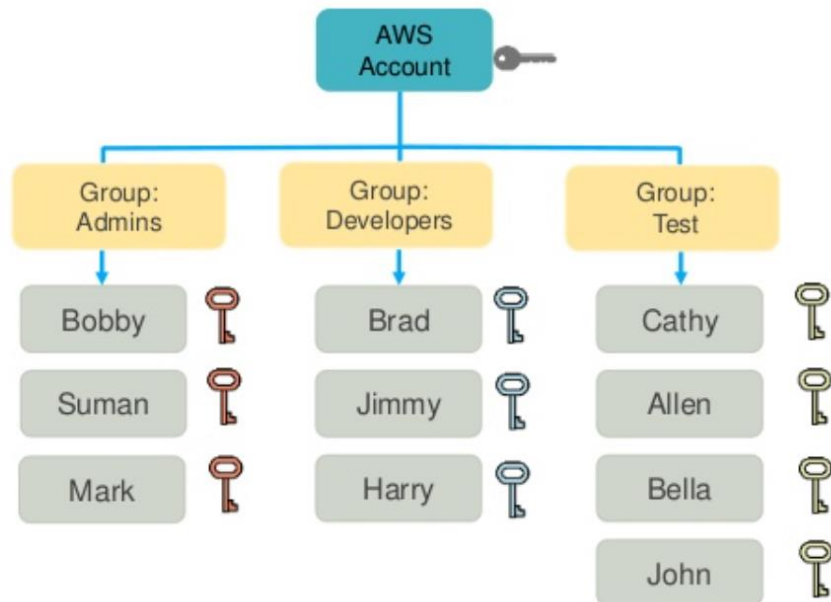 AWS
Account
Group:
Admins
Group:
Developers
Group:
Test
Bobby
Suman
Mark
Brad
Jimmy
Harry
Cathy
Allen
Bella
John